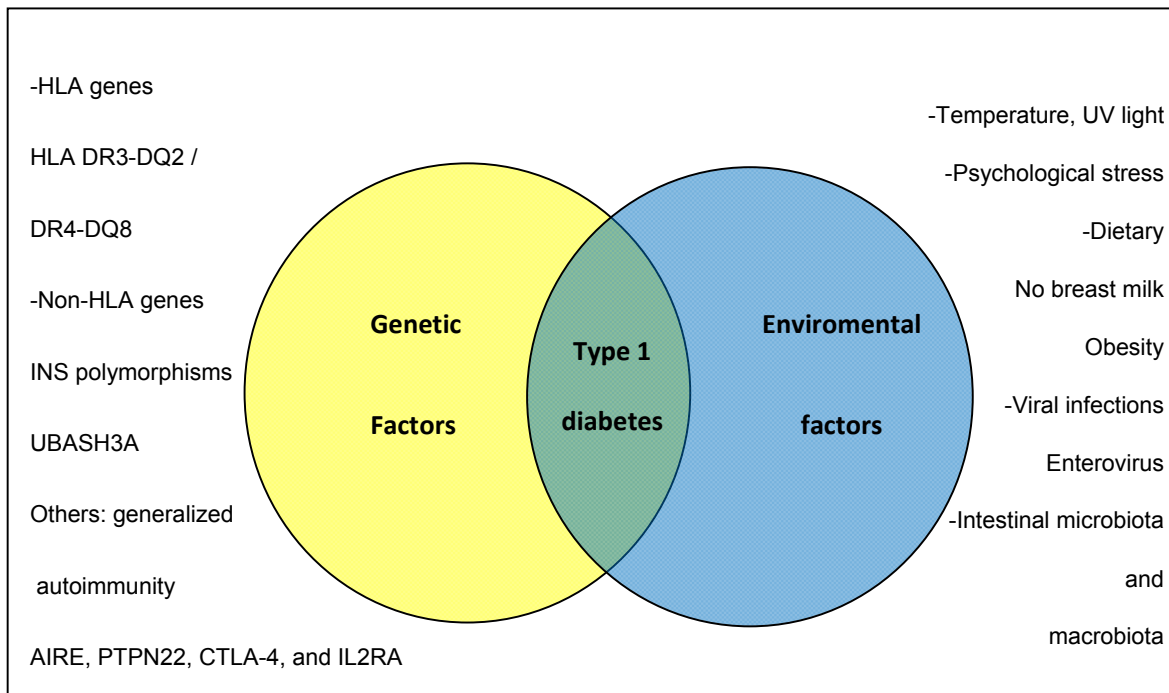 -HLA genes
HLA DR3-DQ2 /
DR4-DQ8
-Non-HLA genes
INS polymorphisms
UBASH3A
Others: generalized
autoimmunity
AIRE, PTPN22, CTLA-4, and IL2RA
Genetic
Factors
Type 1
diabetes
Enviromental
factors
-Temperature, UV light
-Psychological stress
-Dietary
No breast milk
Obesity
-Viral infections
Enterovirus
-Intestinal microbiota
and
macrobiota